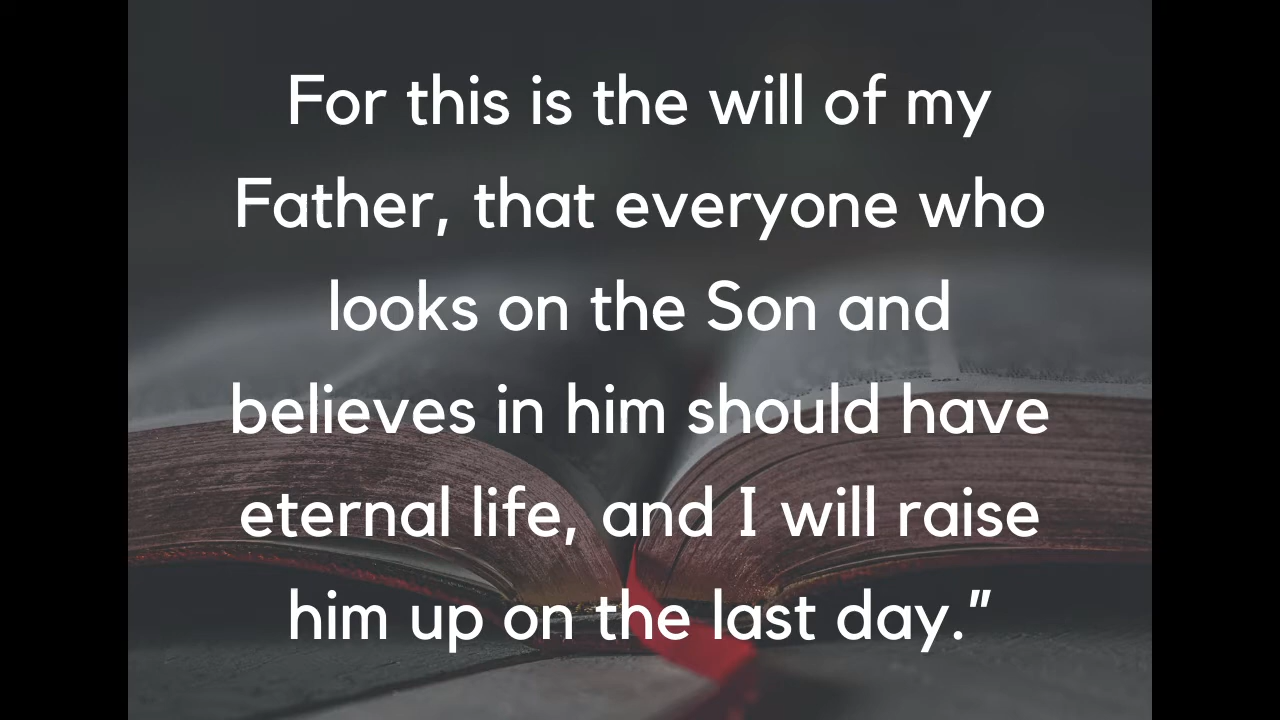 For this is the will of my
Father, that everyone who
looks on the Son and
believes in him should have
eternal life, and I will raise
him up on the last day.”